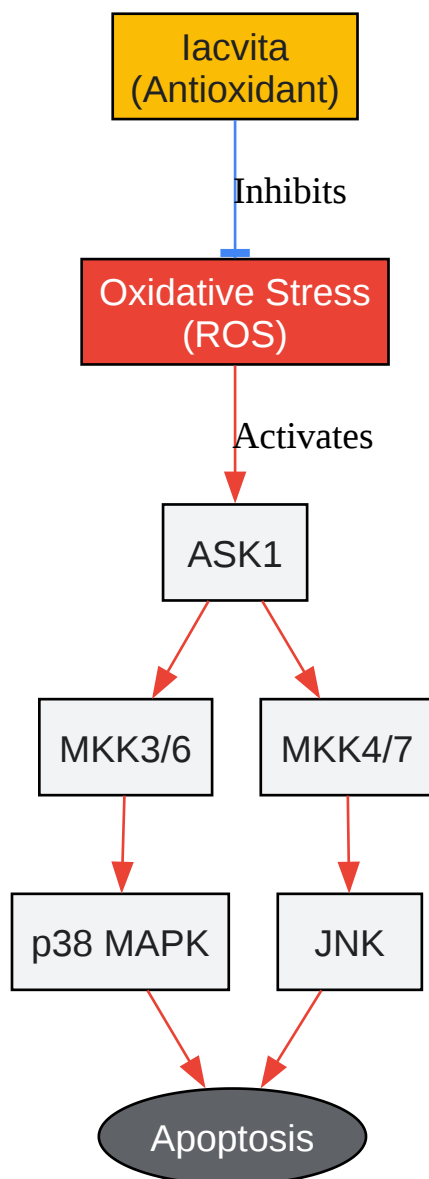 Iacvita
(Antioxidant)
Inhibits
Oxidative Stress
(ROS)
Activates
ASK1
MKK3/6
MKK4/7
p38 MAPK
JNK
Apoptosis